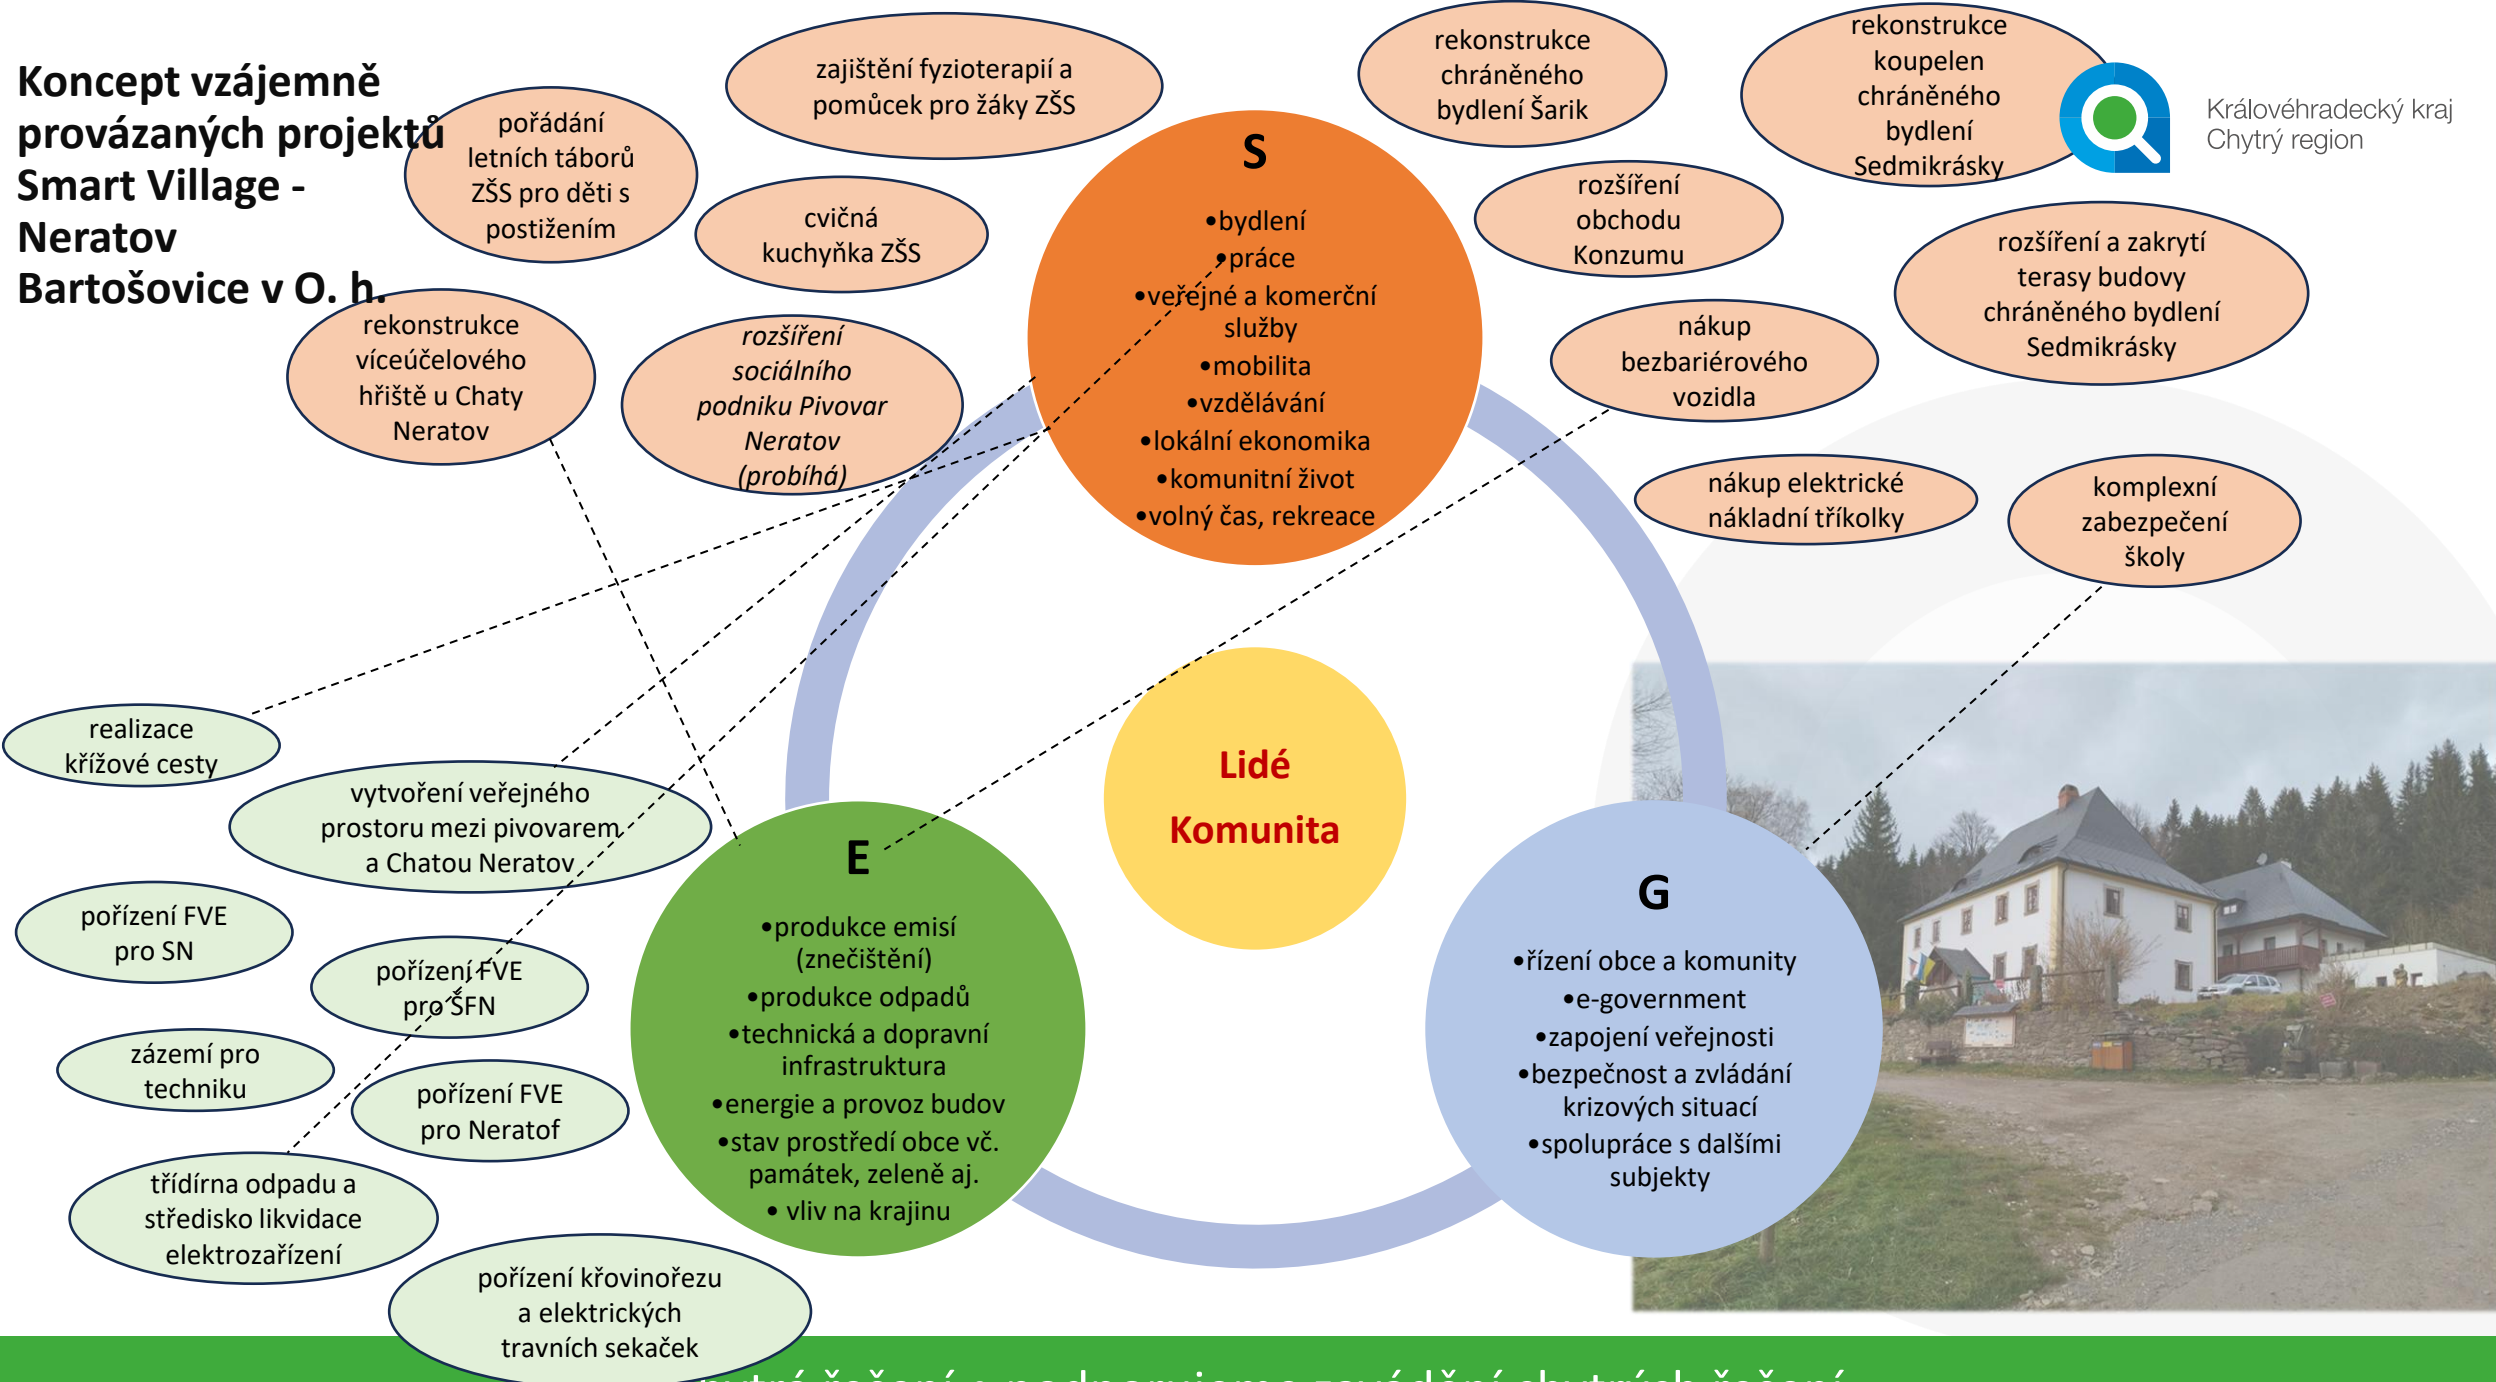 Koncept vzájemně
provázaných projektů
Smart Village -
Neratov
Bartošovice v O. h.
pořádání
letních táborů
ZŠS pro děti s
postižením
zajištění fyzioterapií a
pomůcek pro žáky ZŠS
cvičná
kuchyňka ZŠS
rekonstrukce
víceúčelového
hřiště u Chaty
Neratov
rozšíření
sociálního
podniku Pivovar
Neratov
(probíhá)
S
•bydlení
•práce
•veřejné a komerční
služby
•mobilita
•vzdělávání
•lokální ekonomika
•komunitní život
•volný čas, rekreace
rekonstrukce
chráněného
bydlení Šarik
rekonstrukce
koupelen
chráněného
bydlení
Sedmikrásky
Královéhradecký kraj
Chytrý region
rozšíření
obchodu
Konzumu
rozšíření a zakrytí
terasy budovy
chráněného bydlení
Sedmikrásky
nákup
bezbariérového
vozidla
nákup elektrické
nákladní tříkolky
komplexní
zabezpečení
školy
Lidé
Komunita
realizace
křížové cesty
vytvoření veřejného
prostoru mezi pivovarem
a Chatou Neratov
pořízení FVE
pro SN
pořízení FVE
pro ŠFN
zázemí pro
techniku
pořízení FVE
pro Neratof
třídírna odpadu a
středisko likvidace
elektrozařízení
pořízení křovinořezu
a elektrických
travních sekaček
E
•produkce emisí
(znečištění)
•produkce odpadů
•technická a dopravní
infrastruktura
•energie a provoz budov
•stav prostředí obce vč.
památek, zeleně aj.
• vliv na krajinu
G
•řízení obce a komunity
•e-government
•zapojení veřejnosti
•bezpečnost a zvládání
krizových situací
•spolupráce s dalšími
subjekty
řešení podporujeme zavádění chytrých řešení